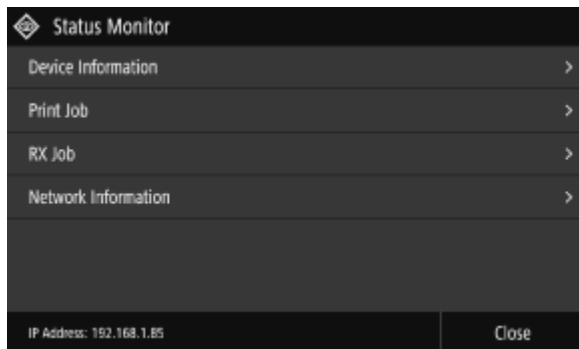 Status Monitor
Device Information
Print Job
RX Job
Network Information
IP Address: 192.168.1.85
Close